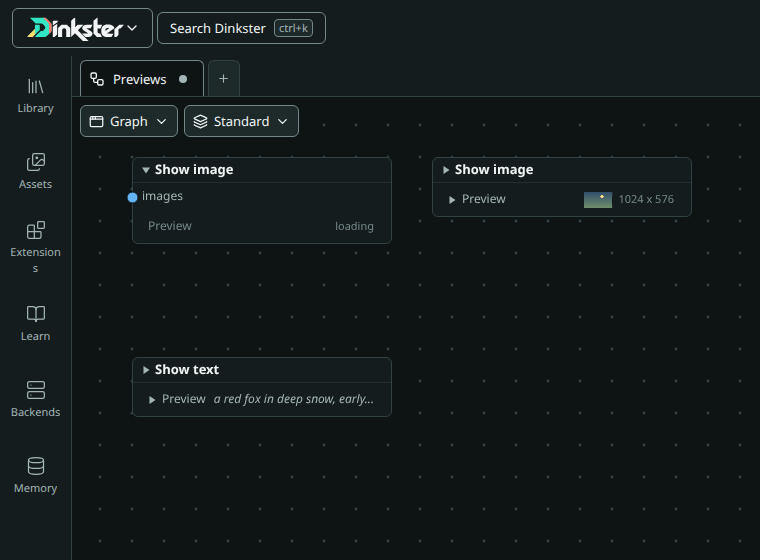 Dinkster
Search Dinkster ctrl+k
Library
Assets
Extension
s
Learn
Backends
Memory
Previews
+
Graph
Standard
Show image
images
Preview loading
Show image
Preview 1024 x 576
Show text
Preview a red fox in deep snow, early...